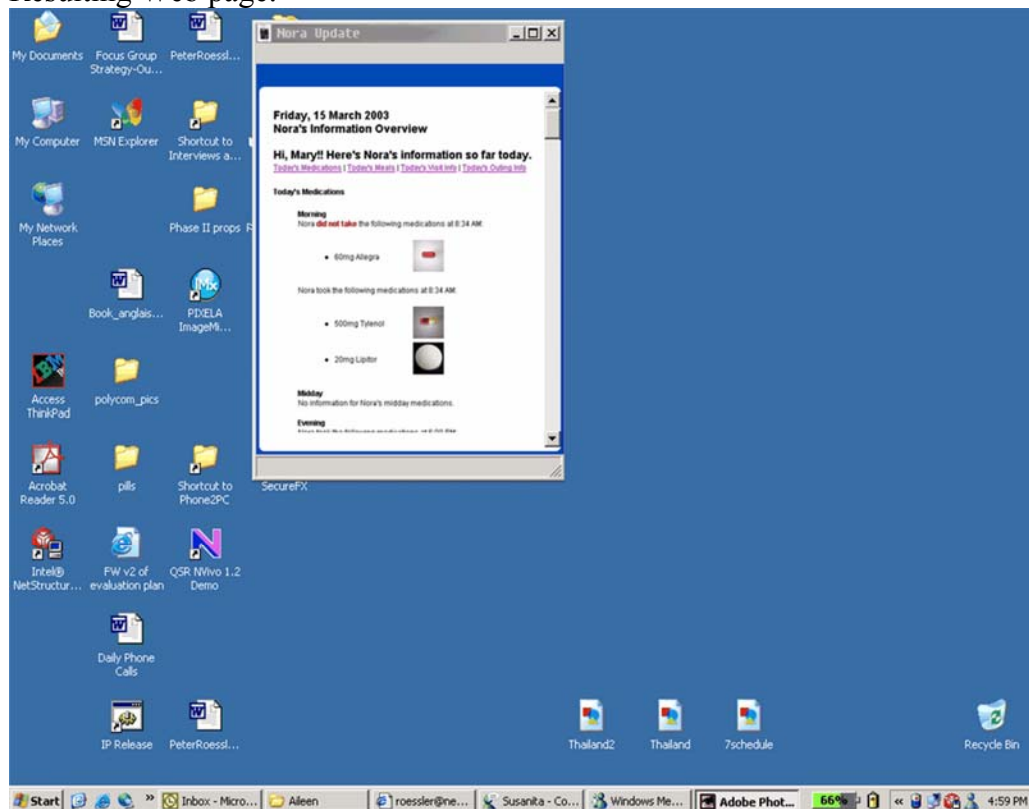 Resulting Web page:
My Documents
Focus Group Strategy-Ou...
PeterRoessl...
My Computer
MSN Explorer
Shortcut to Interviews a...
My Network Places
Phase II props
Book_anglais...
PIXELA ImageMi...
Access ThinkPad
polycom_pics
Acrobat Reader 5.0
pills
Shortcut to Phone2PC
SecureFX
Intel® NetStructur...
FW v2 of evaluation plan
QSR NVivo 1.2 Demo
Daily Phone Calls
IP Release
PeterRoessl...
Nora Update
Friday, 15 March 2003
Nora's Information Overview
Hi, Mary!! Here's Nora's information so far today.
Today's Medications | Today's Meals | Today's Visit Info | Today's Outing Info
Today's Medications
Morning
Nora did not take the following medications at 8:34 AM:
• 60mg Allegra
Nora took the following medications at 8:34 AM:
• 500mg Tylenol
• 20mg Lipitor
Midday
No information for Nora's midday medications.
Evening
Thailand2
Thailand
7schedule
Recycle Bin
Start
Inbox - Micro...
Aileen
roessler@ne...
Susanita - Co...
Windows Me...
Adobe Phot...
66%
4:59 PM